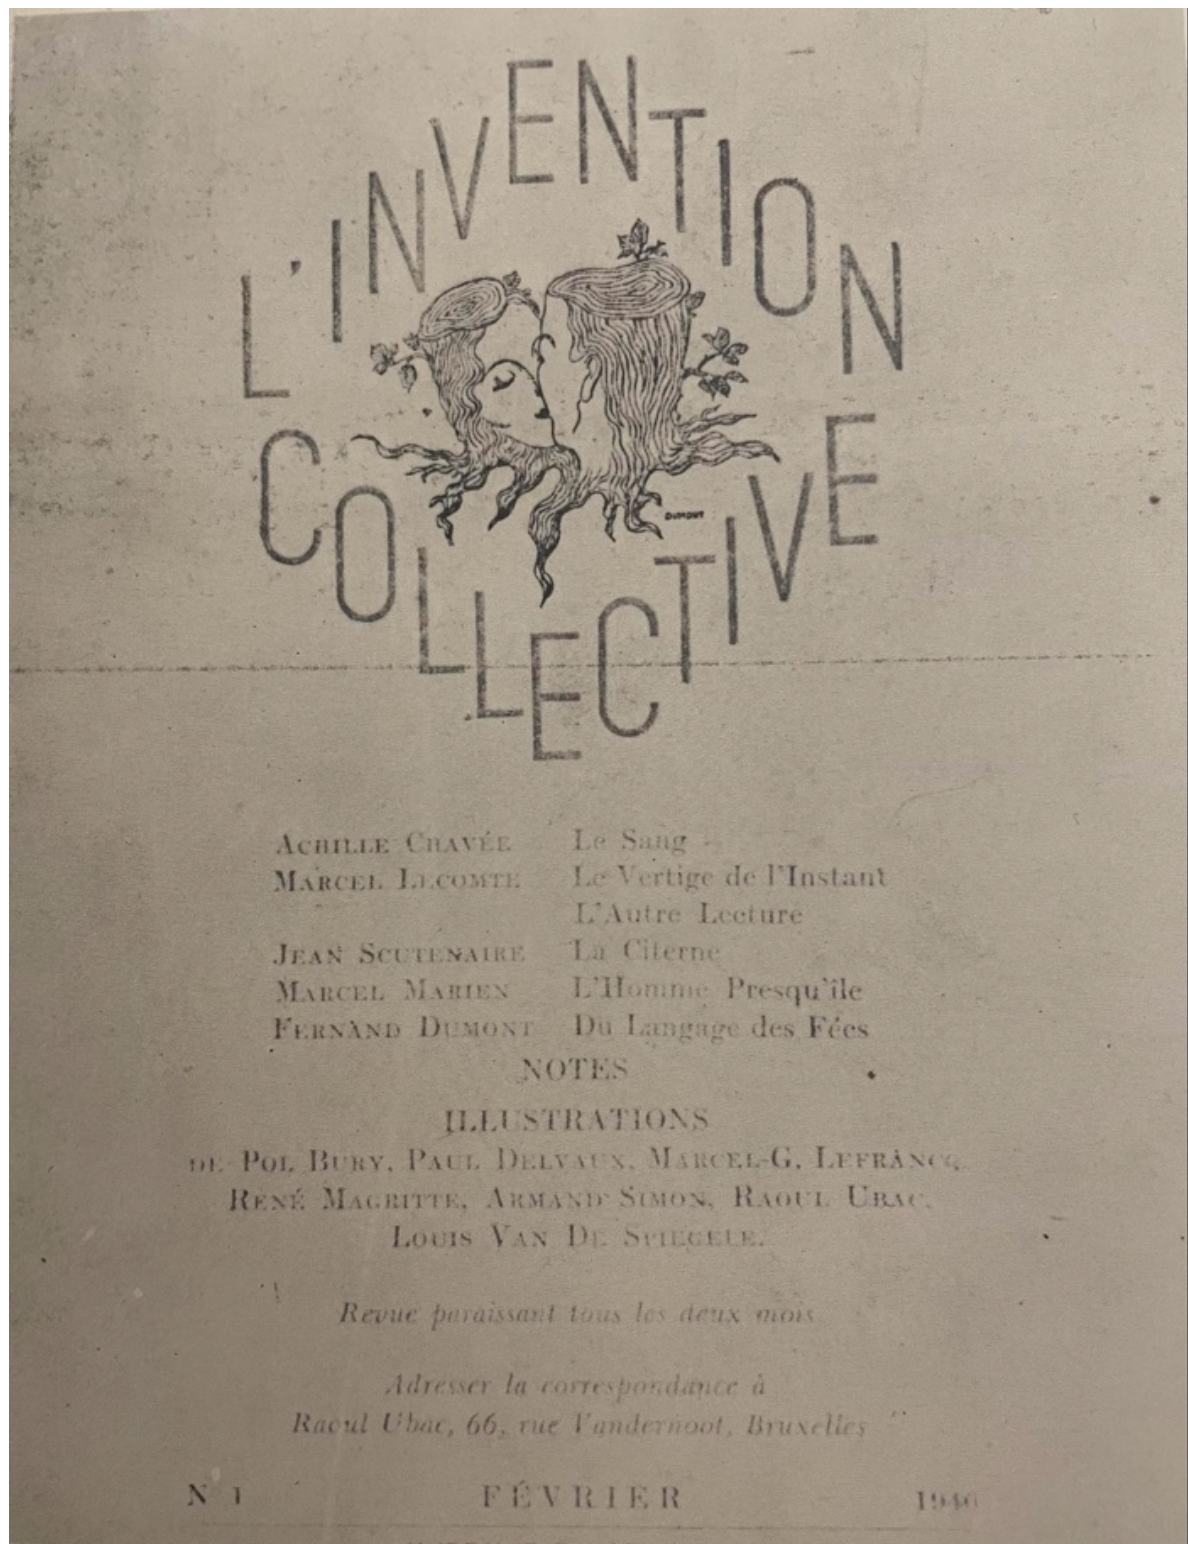 L'INVENTION
COLLECTIVE
DUMONT
ACHILLE CHAVÉE Le Sang
MARCEL LECOMTE Le Vertige de l'Instant
L'Autre Lecture
JEAN SCUTENAIRE La Citerne
MARCEL MARIEN L'Homme Presqu'île
FERNAND DUMONT Du Langage des Fées
NOTES
ILLUSTRATIONS
DE POL BURY, PAUL DELVAUX, MARCEL-G. LEFRANCQ,
RENÉ MAGRITTE, ARMAND SIMON, RAOUL UBAC,
LOUIS VAN DE SPIEGELE.
Revue paraissant tous les deux mois
Adresser la correspondance à
Raoul Ubac, 66, rue Vandernoot, Bruxelles
N 1 FÉVRIER 1940